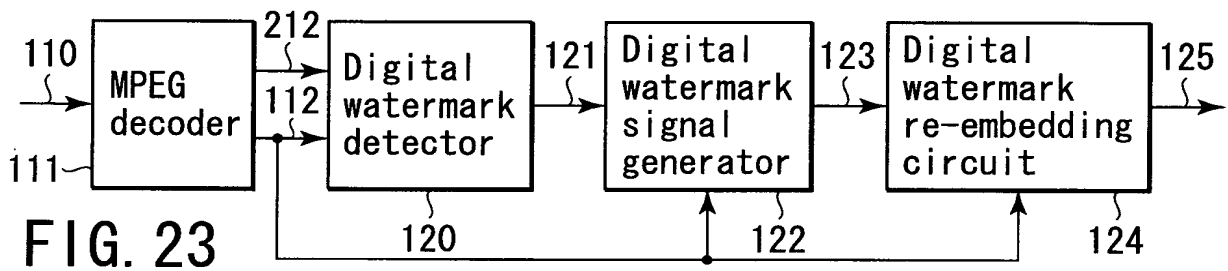 110
MPEG
decoder
111
212
112
Digital
watermark
detector
120
121
Digital
watermark
signal
generator
122
123
Digital
watermark
re-embedding
circuit
124
125
FIG. 23